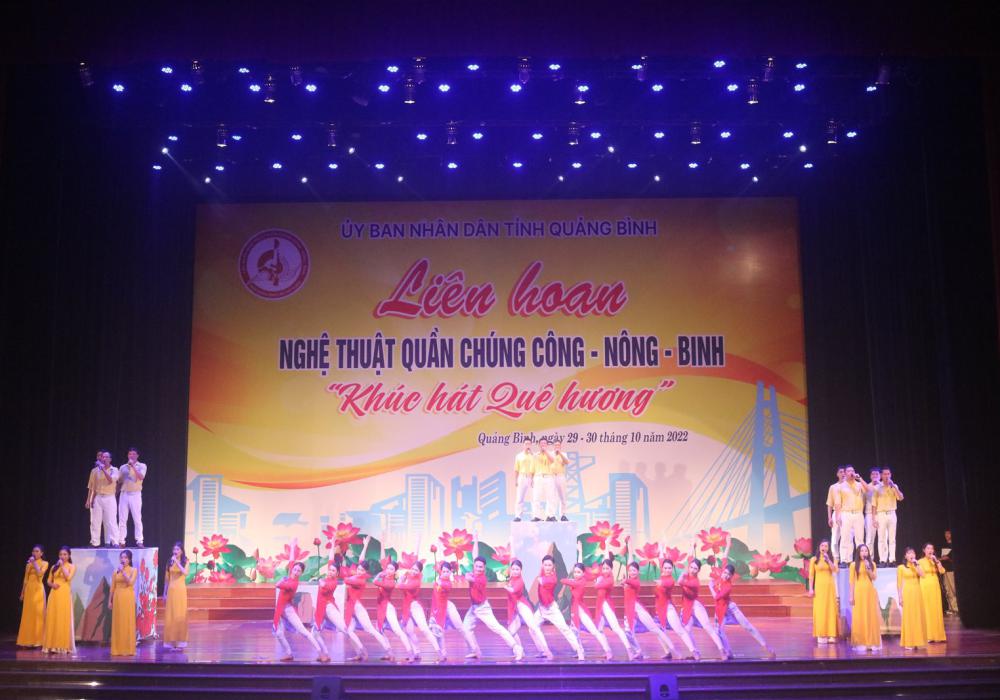 ỦY BAN NHÂN DÂN TỈNH QUẢNG BÌNH
Liên hoan
NGHỆ THUẬT QUẦN CHÚNG CÔNG - NÔNG - BINH
"Khúc hát Quê hương"
Quảng Bình, ngày 29 - 30 tháng 10 năm 2022